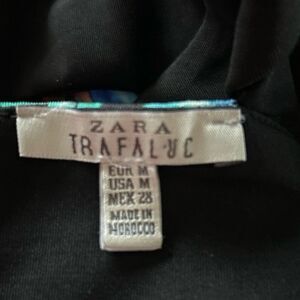 ZARA
TRAFALUC
EUR M
USA M
MEX 28
MADE IN
MOROCCO